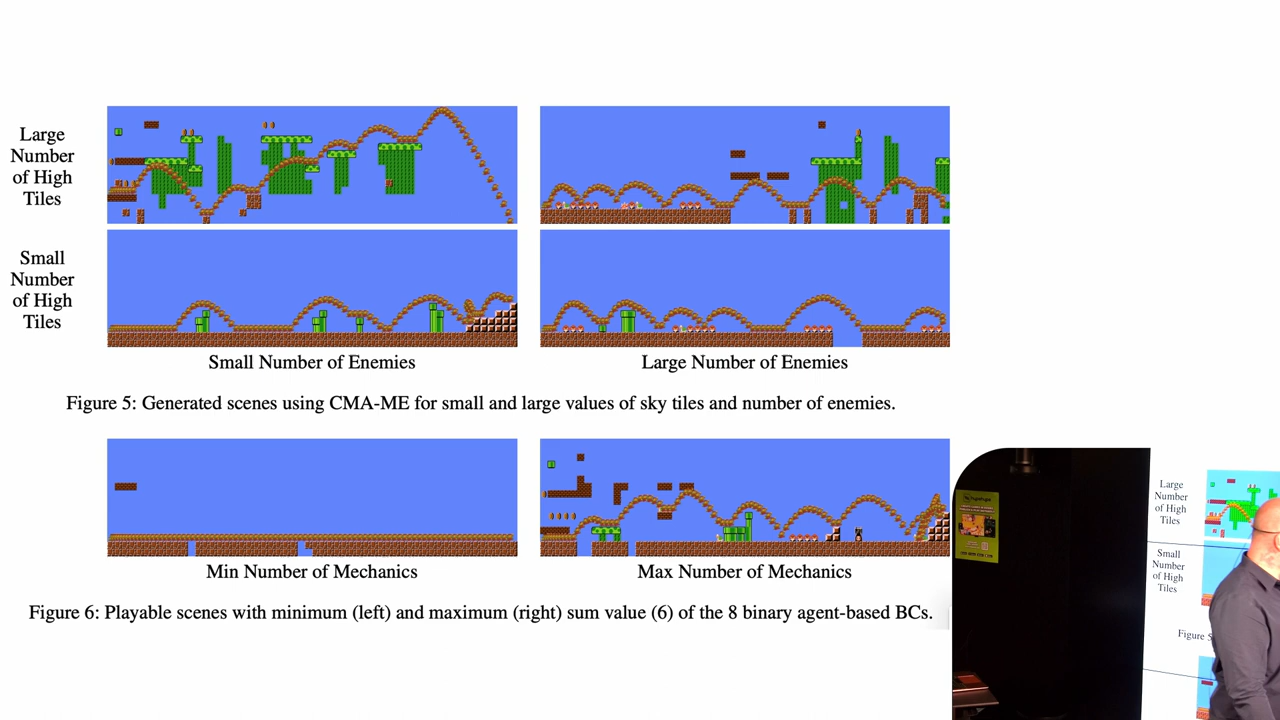 Large
Number
of High
Tiles
Small
Number
of High
Tiles
Small Number of Enemies
Large Number of Enemies
Figure 5: Generated scenes using CMA-ME for small and large values of sky tiles and number of enemies.
Min Number of Mechanics
Max Number of Mechanics
Figure 6: Playable scenes with minimum (left) and maximum (right) sum value (6) of the 8 binary agent-based BCs.
Large
Number
of High
Tiles
Small
Number
of High
Tiles
Figure 5